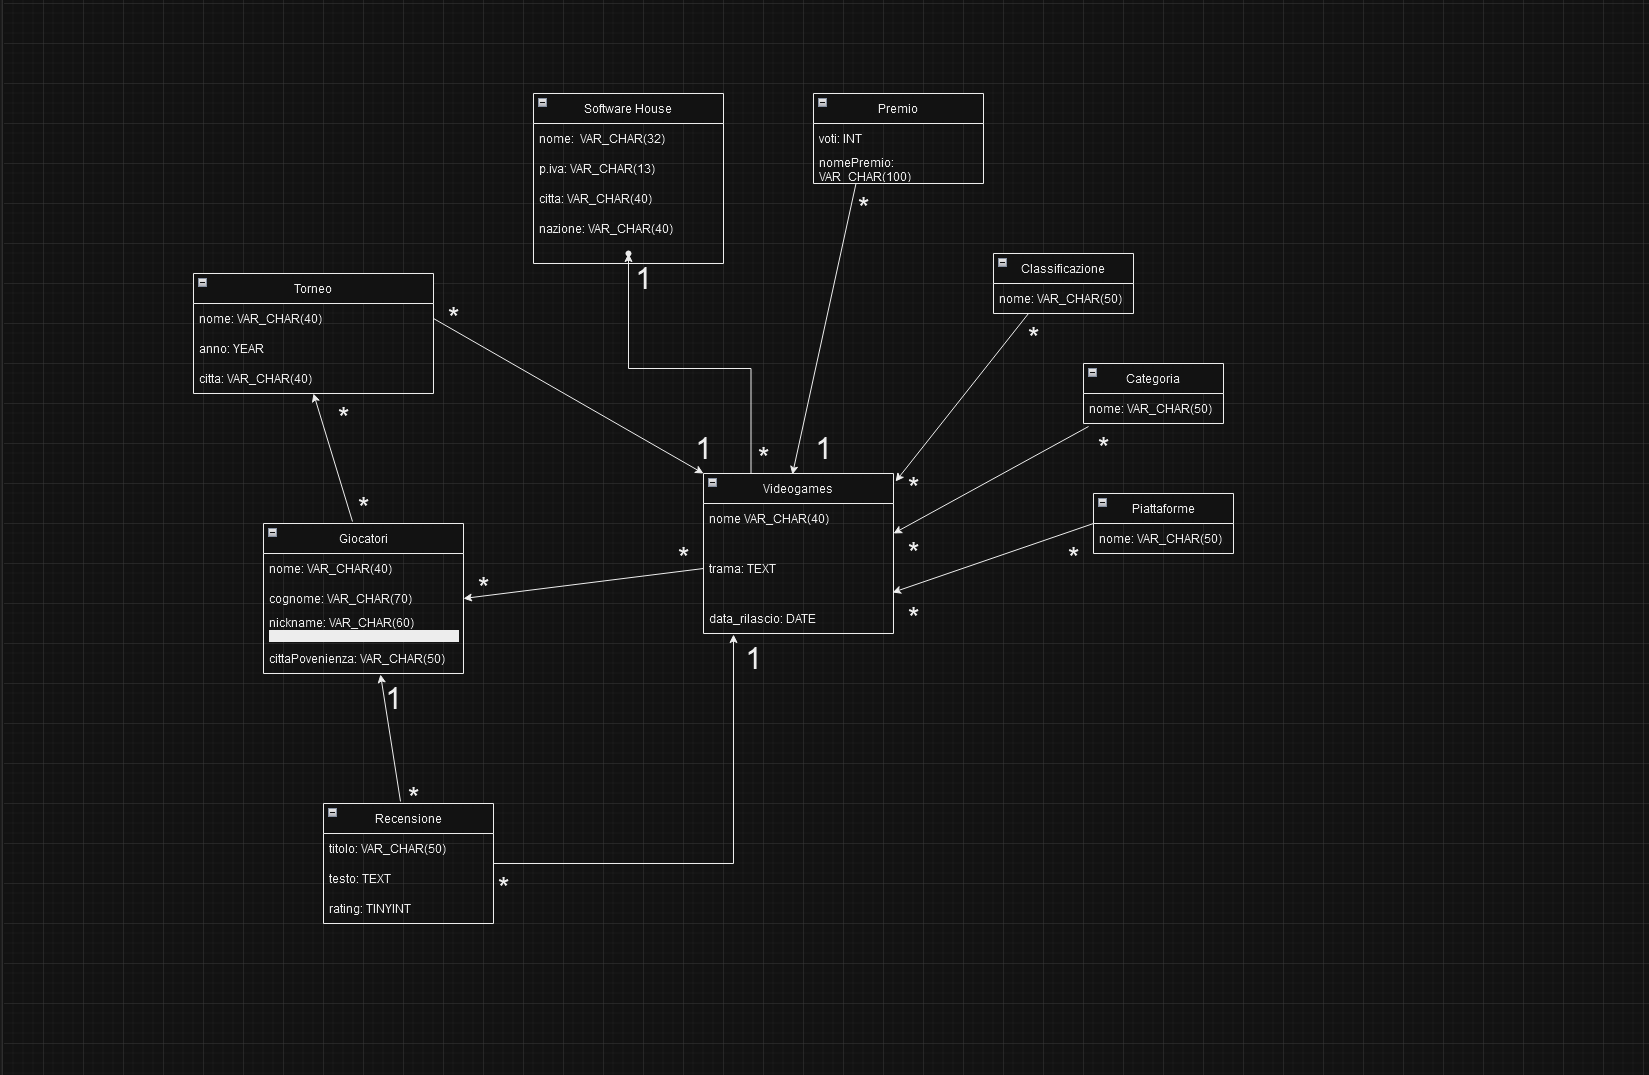 Software House
nome:  VAR_CHAR(32)
p.iva: VAR_CHAR(13)
citta: VAR_CHAR(40)
nazione: VAR_CHAR(40)
1
Premio
voti: INT
nomePremio:
VAR_CHAR(100)
*
Classificazione
nome: VAR_CHAR(50)
*
Torneo
nome: VAR_CHAR(40)
anno: YEAR
citta: VAR_CHAR(40)
*
*
Categoria
nome: VAR_CHAR(50)
*
1
*
1
*
Videogames
nome VAR_CHAR(40)
trama: TEXT
data_rilascio: DATE
*
*
*
1
Piattaforme
nome: VAR_CHAR(50)
*
*
Giocatori
nome: VAR_CHAR(40)
cognome: VAR_CHAR(70)
nickname: VAR_CHAR(60)
cittaPovenienza: VAR_CHAR(50)
*
1
*
Recensione
titolo: VAR_CHAR(50)
testo: TEXT
rating: TINYINT
*